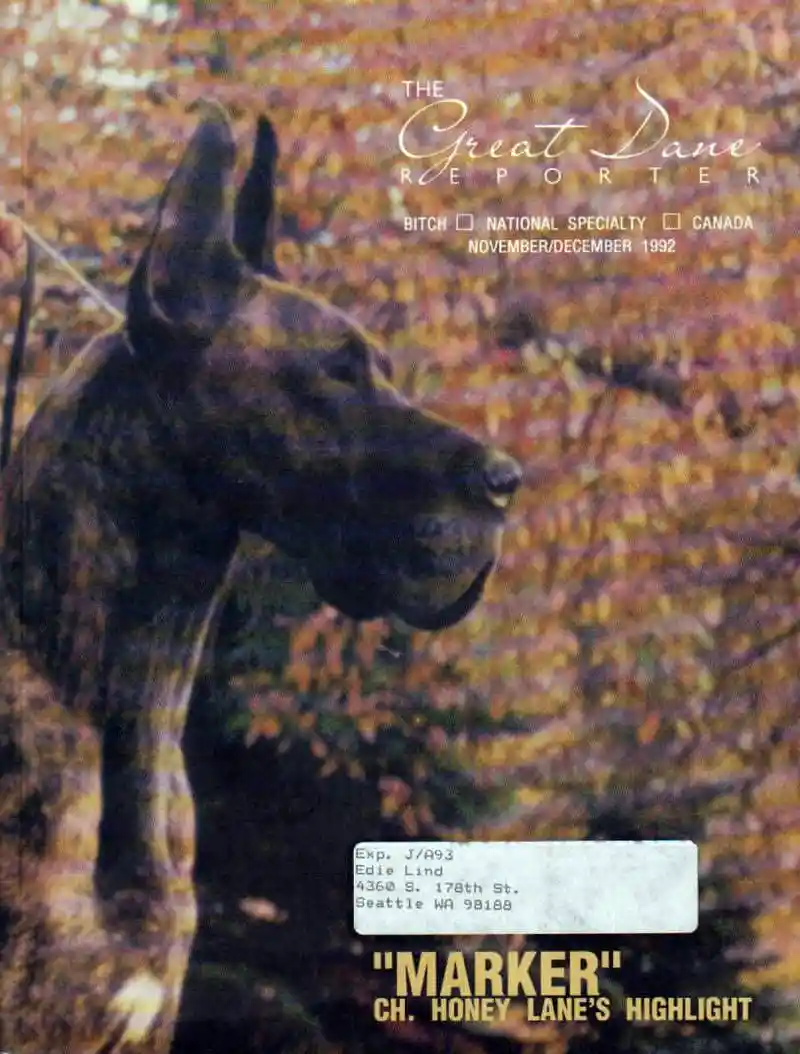 THE
Great Dane
REPORTER
BITCH □ NATIONAL SPECIALTY □ CANADA
NOVEMBER/DECEMBER 1992
Exp. J/A93
Edie Lind
4360 S. 178th St.
Seattle WA 98188
"MARKER"
CH. HONEY LANE'S HIGHLIGHT